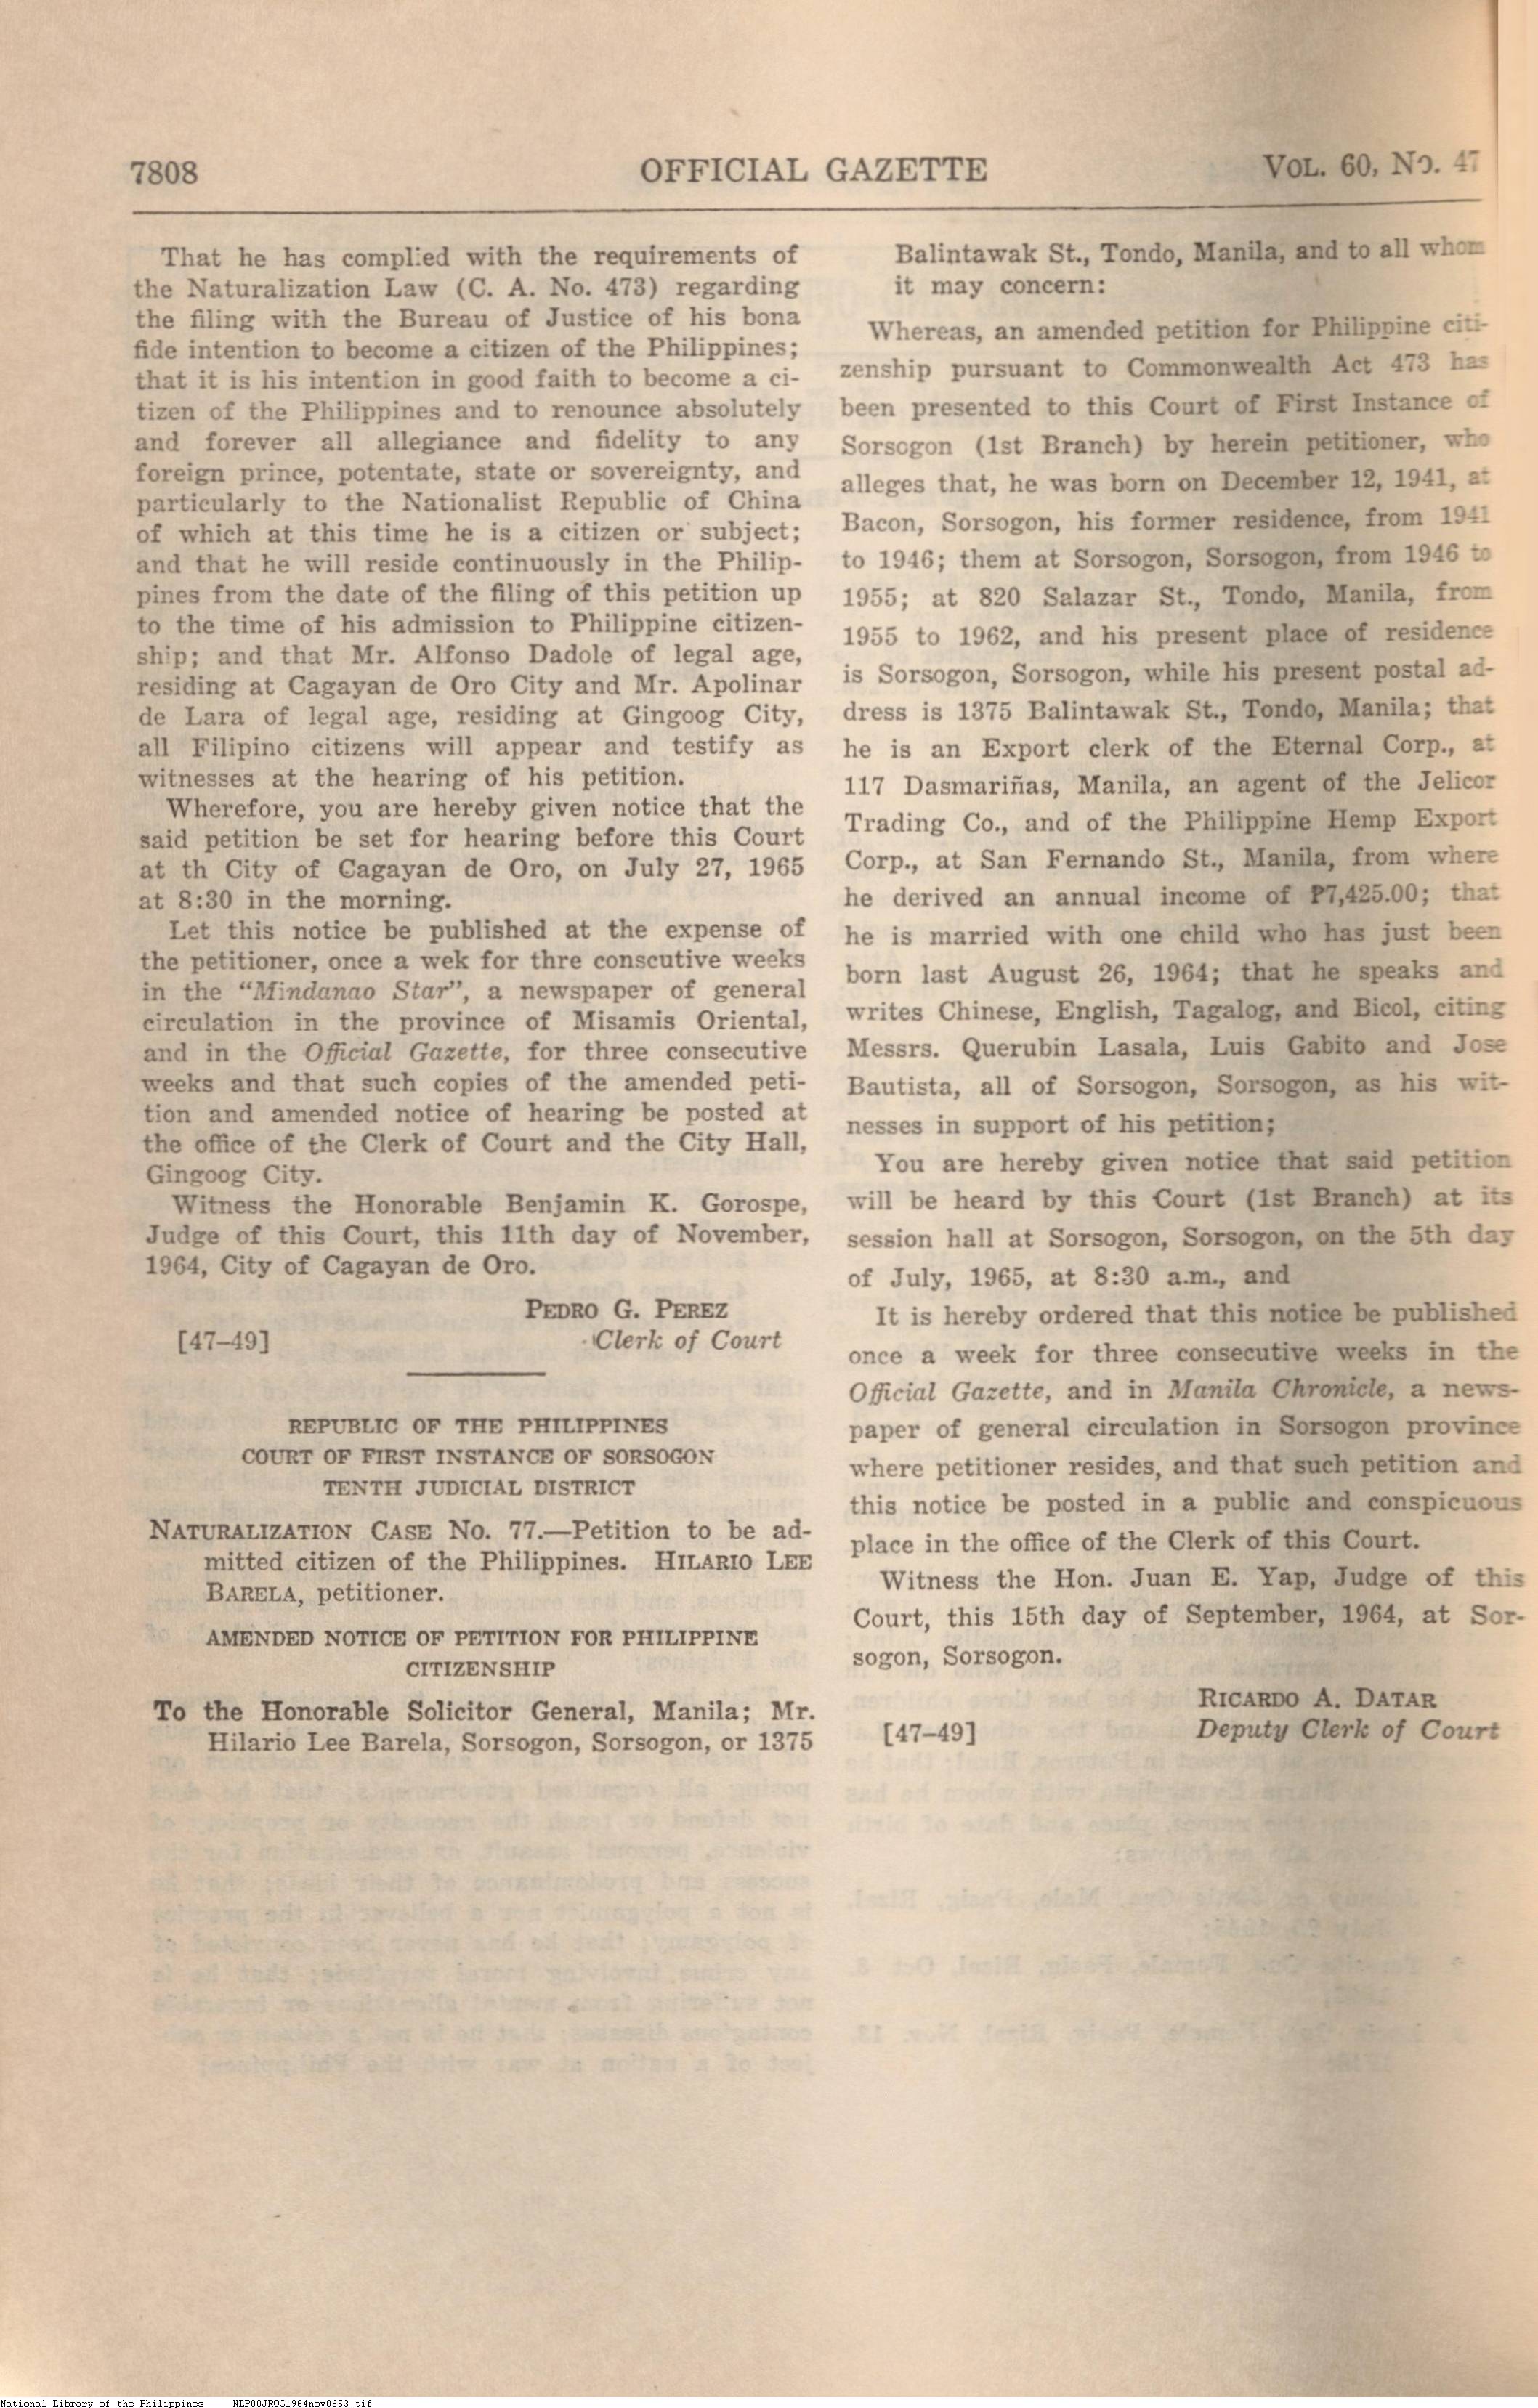 7808
OFFICIAL GAZETTE
VOL. 60, No. 47
That he has complied with the requirements of
the Naturalization Law (C. A. No. 473) regarding
the filing with the Bureau of Justice of his bona
fide intention to become a citizen of the Philippines;
that it is his intention in good faith to become a ci-
tizen of the Philippines and to renounce absolutely
and forever all allegiance and fidelity to any
foreign prince, potentate, state or sovereignty, and
particularly to the Nationalist Republic of China
of which at this time he is a citizen or subject;
and that he will reside continuously in the Philip-
pines from the date of the filing of this petition up
to the time of his admission to Philippine citizen-
ship; and that Mr. Alfonso Dadole of legal age,
residing at Cagayan de Oro City and Mr. Apolinar
de Lara of legal age, residing at Gingoog City,
all Filipino citizens will appear and testify as
witnesses at the hearing of his petition.
Wherefore, you are hereby given notice that the
said petition be set for hearing before this Court
at th City of Cagayan de Oro, on July 27, 1965
at 8:30 in the morning.
Let this notice be published at the expense of
the petitioner, once a wek for thre conscutive weeks
in the "Mindanao Star", a newspaper of general
circulation in the province of Misamis Oriental,
and in the Official Gazette, for three consecutive
weeks and that such copies of the amended peti-
tion and amended notice of hearing be posted at
the office of the Clerk of Court and the City Hall,
Gingoog City.
Witness the Honorable Benjamin K. Gorospe,
Judge of this Court, this 11th day of November,
1964, City of Cagayan de Oro.
PEDRO G. PEREZ
[47–49] Clerk of Court
REPUBLIC OF THE PHILIPPINES
COURT OF FIRST INSTANCE OF SORSOGON
TENTH JUDICIAL DISTRICT
NATURALIZATION CASE No. 77.—Petition to be ad-
mitted citizen of the Philippines. HILARIO LEE
BARELA, petitioner.
AMENDED NOTICE OF PETITION FOR PHILIPPINE
CITIZENSHIP
To the Honorable Solicitor General, Manila; Mr.
Hilario Lee Barela, Sorsogon, Sorsogon, or 1375
Balintawak St., Tondo, Manila, and to all whom
it may concern:
Whereas, an amended petition for Philippine citi-
zenship pursuant to Commonwealth Act 473 has
been presented to this Court of First Instance of
Sorsogon (1st Branch) by herein petitioner, who
alleges that, he was born on December 12, 1941, at
Bacon, Sorsogon, his former residence, from 1941
to 1946; them at Sorsogon, Sorsogon, from 1946 to
1955; at 820 Salazar St., Tondo, Manila, from
1955 to 1962, and his present place of residence
is Sorsogon, Sorsogon, while his present postal ad-
dress is 1375 Balintawak St., Tondo, Manila; that
he is an Export clerk of the Eternal Corp., at
117 Dasmariñas, Manila, an agent of the Jelicor
Trading Co., and of the Philippine Hemp Export
Corp., at San Fernando St., Manila, from where
he derived an annual income of ₱7,425.00; that
he is married with one child who has just been
born last August 26, 1964; that he speaks and
writes Chinese, English, Tagalog, and Bicol, citing
Messrs. Querubin Lasala, Luis Gabito and Jose
Bautista, all of Sorsogon, Sorsogon, as his wit-
nesses in support of his petition;
You are hereby given notice that said petition
will be heard by this Court (1st Branch) at its
session hall at Sorsogon, Sorsogon, on the 5th day
of July, 1965, at 8:30 a.m., and
It is hereby ordered that this notice be published
once a week for three consecutive weeks in the
Official Gazette, and in Manila Chronicle, a news-
paper of general circulation in Sorsogon province
where petitioner resides, and that such petition and
this notice be posted in a public and conspicuous
place in the office of the Clerk of this Court.
Witness the Hon. Juan E. Yap, Judge of this
Court, this 15th day of September, 1964, at Sor-
sogon, Sorsogon.
RICARDO A. DATAR
[47–49] Deputy Clerk of Court
National Library of the Philippines NLP00JROG1964nov0653.tif